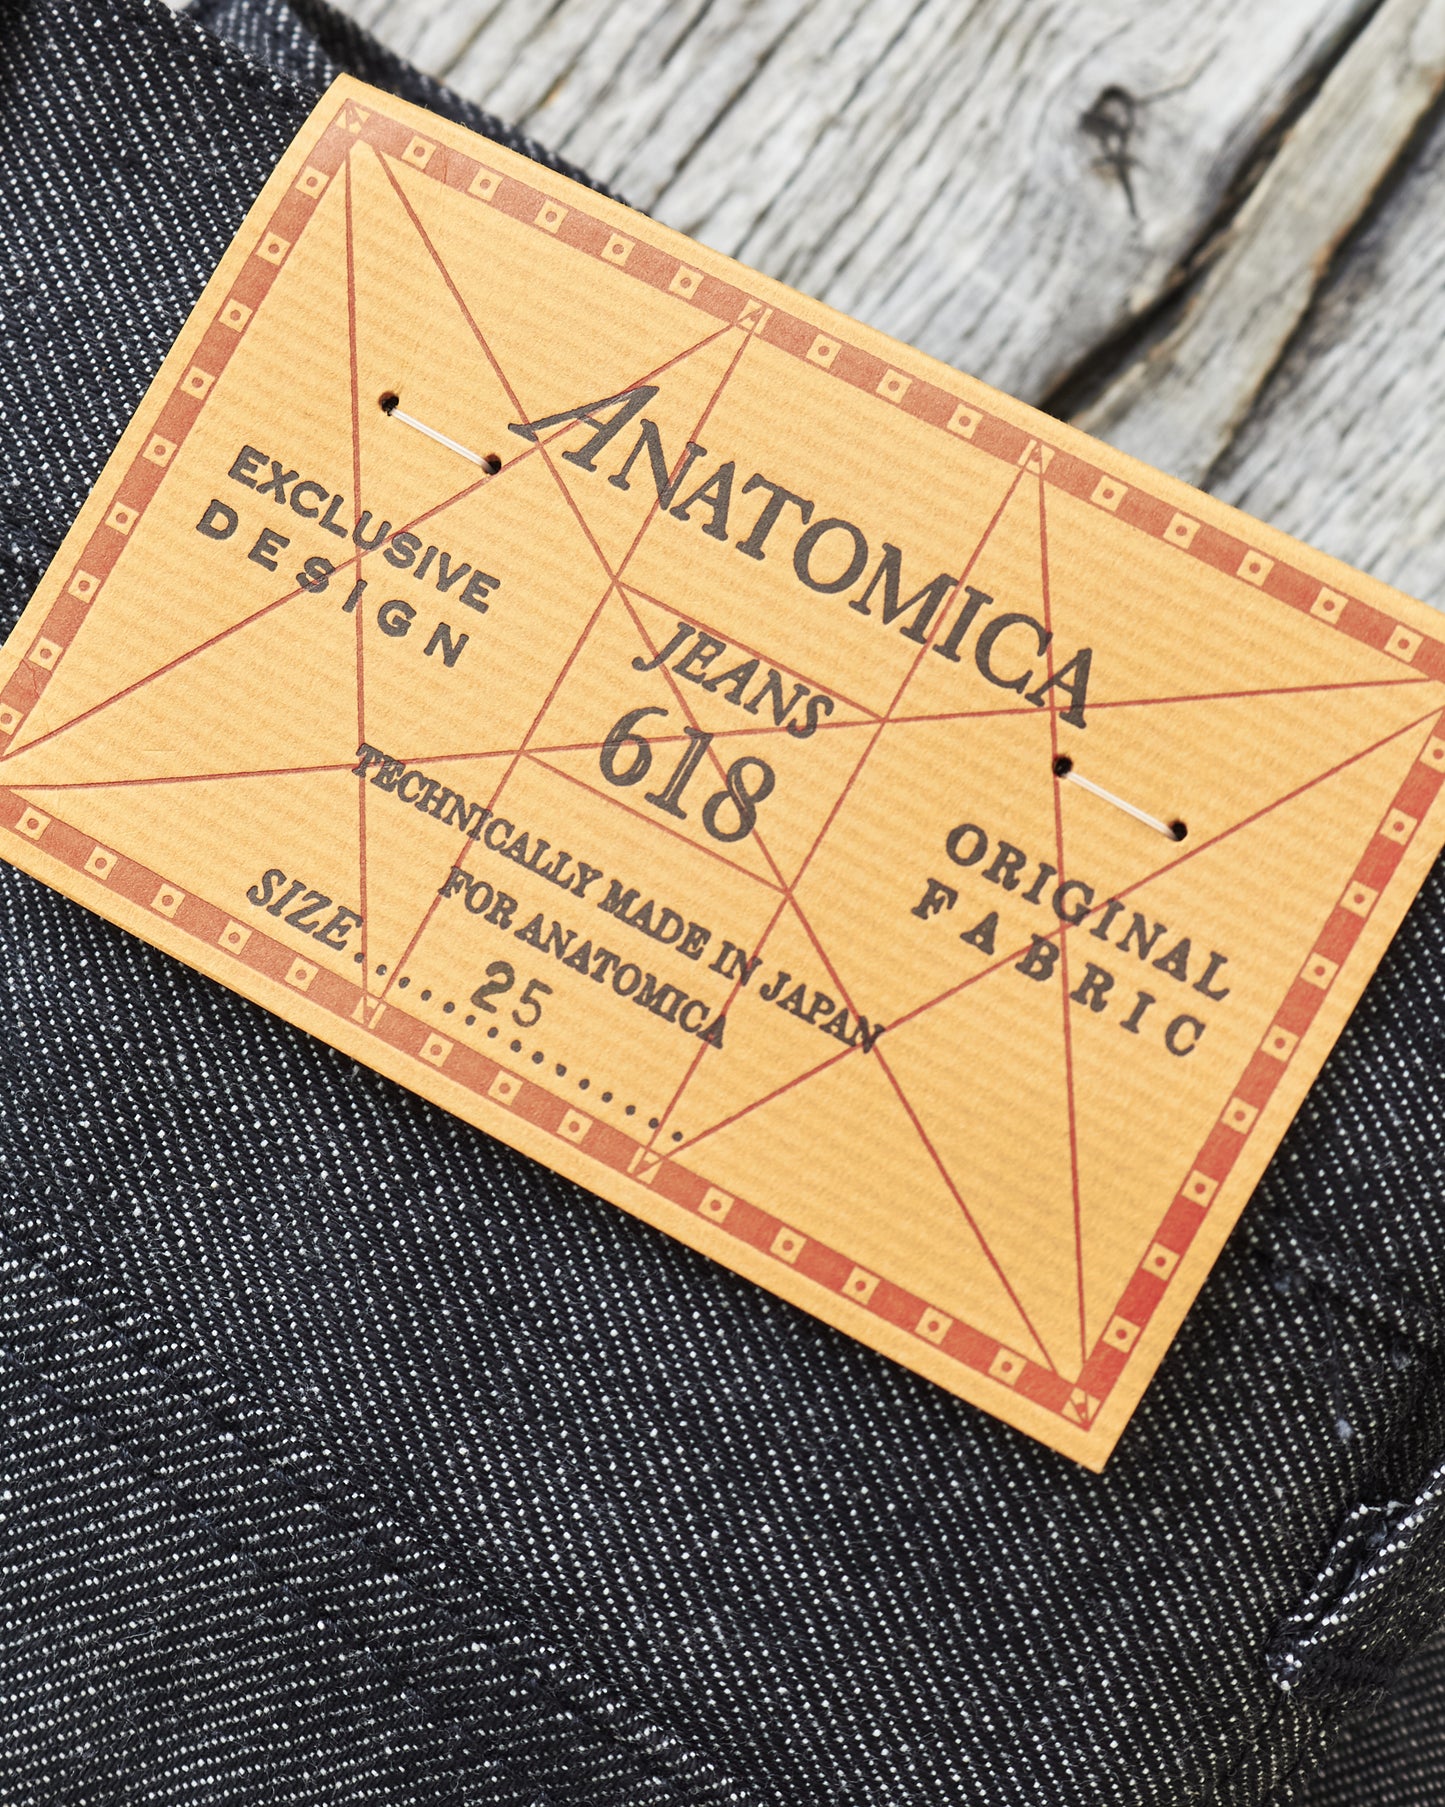 ANATOMICA
EXCLUSIVE
DESIGN
JEANS
618
ORIGINAL
FABRIC
TECHNICALLY MADE IN JAPAN
FOR ANATOMICA
SIZE.....25..........